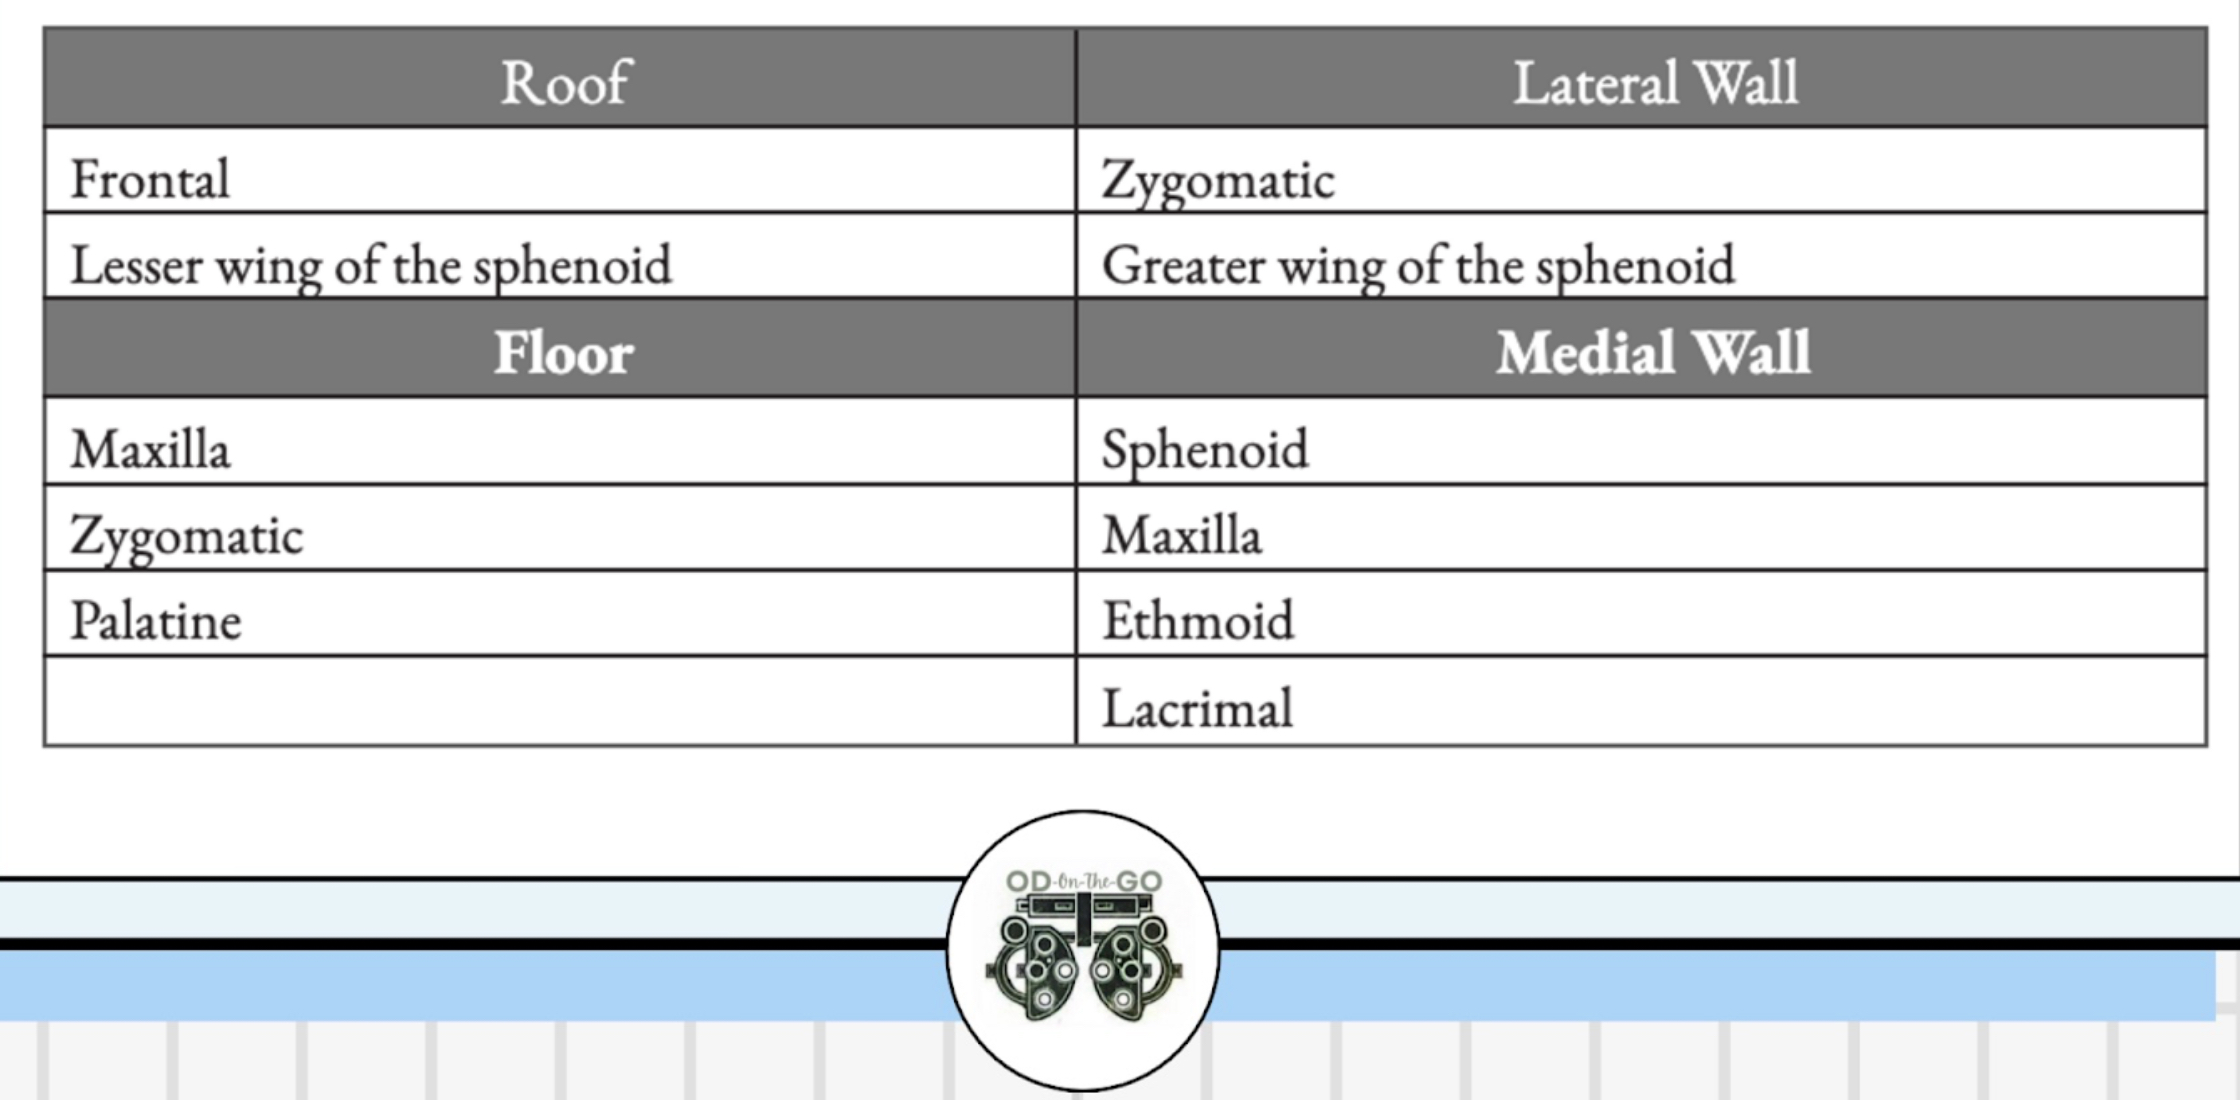 Roof
Lateral Wall
Frontal
Zygomatic
Lesser wing of the sphenoid
Greater wing of the sphenoid
Floor
Medial Wall
Maxilla
Sphenoid
Zygomatic
Maxilla
Palatine
Ethmoid
Lacrimal
OD-On-The-GO